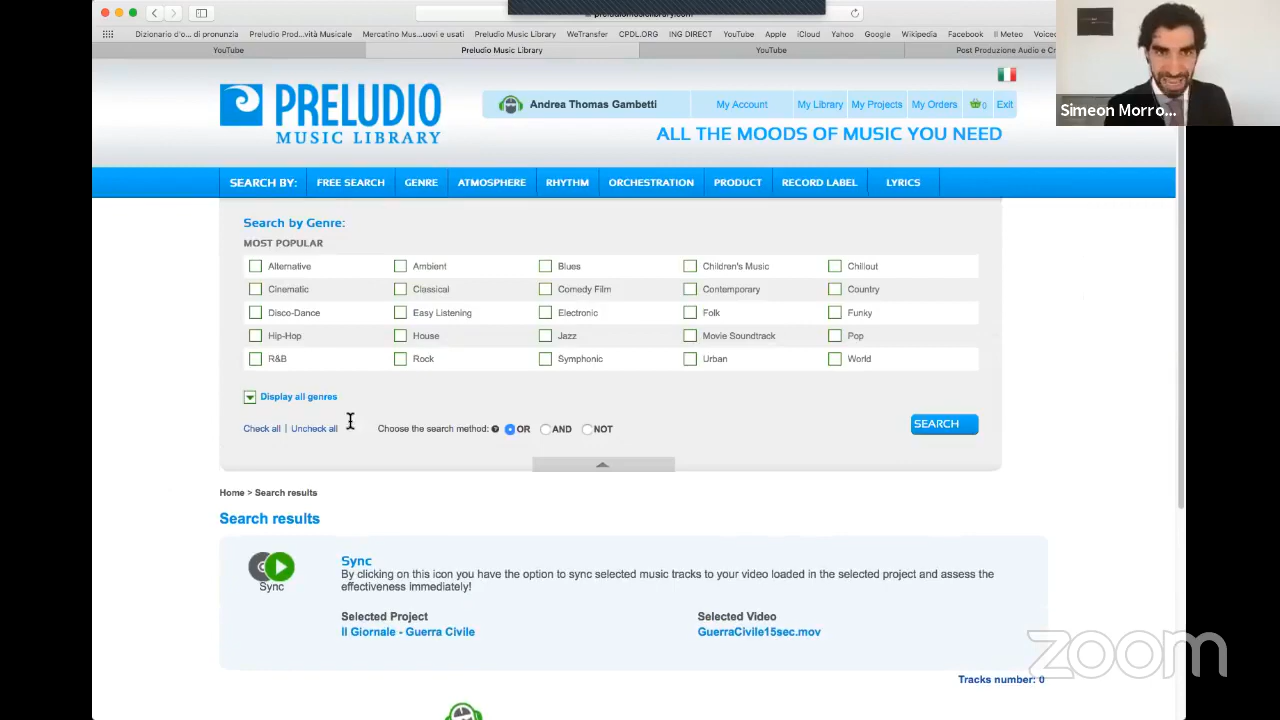 preludiomusiclibrary.com
Dizionario d'o... di pronunzia Preludio Prod...vità Musicale Mercatino Mus...uovi e usati WeTransfer Preludio Music Library CPDL.ORG ING DIRECT YouTube Apple iCloud Yahoo Google Wikipedia Facebook Il Meteo
YouTube Preludio Music Library YouTube Post Produzione Audio e Cr
Simeon Morro...
PRELUDIO
MUSIC LIBRARY
Andrea Thomas Gambetti My Account My Library My Projects My Orders 0 Exit
ALL THE MOODS OF MUSIC YOU NEED
SEARCH BY: FREE SEARCH GENRE ATMOSPHERE RHYTHM ORCHESTRATION PRODUCT RECORD LABEL LYRICS
Search by Genre:
MOST POPULAR
Alternative Ambient Blues Children's Music Chillout
Cinematic Classical Comedy Film Contemporary Country
Disco-Dance Easy Listening Electronic Folk Funky
Hip-Hop House Jazz Movie Soundtrack Pop
R&B Rock Symphonic Urban World
Display all genres
Check all | Uncheck all Choose the search method: OR AND NOT SEARCH
Home > Search results
Search results
Sync
Sync
By clicking on this icon you have the option to sync selected music tracks to your video loaded in the selected project and assess the
effectiveness immediately!
Selected Project Selected Video
Il Giornale - Guerra Civile GuerraCivile15sec.mov
zoom
Tracks number: 0